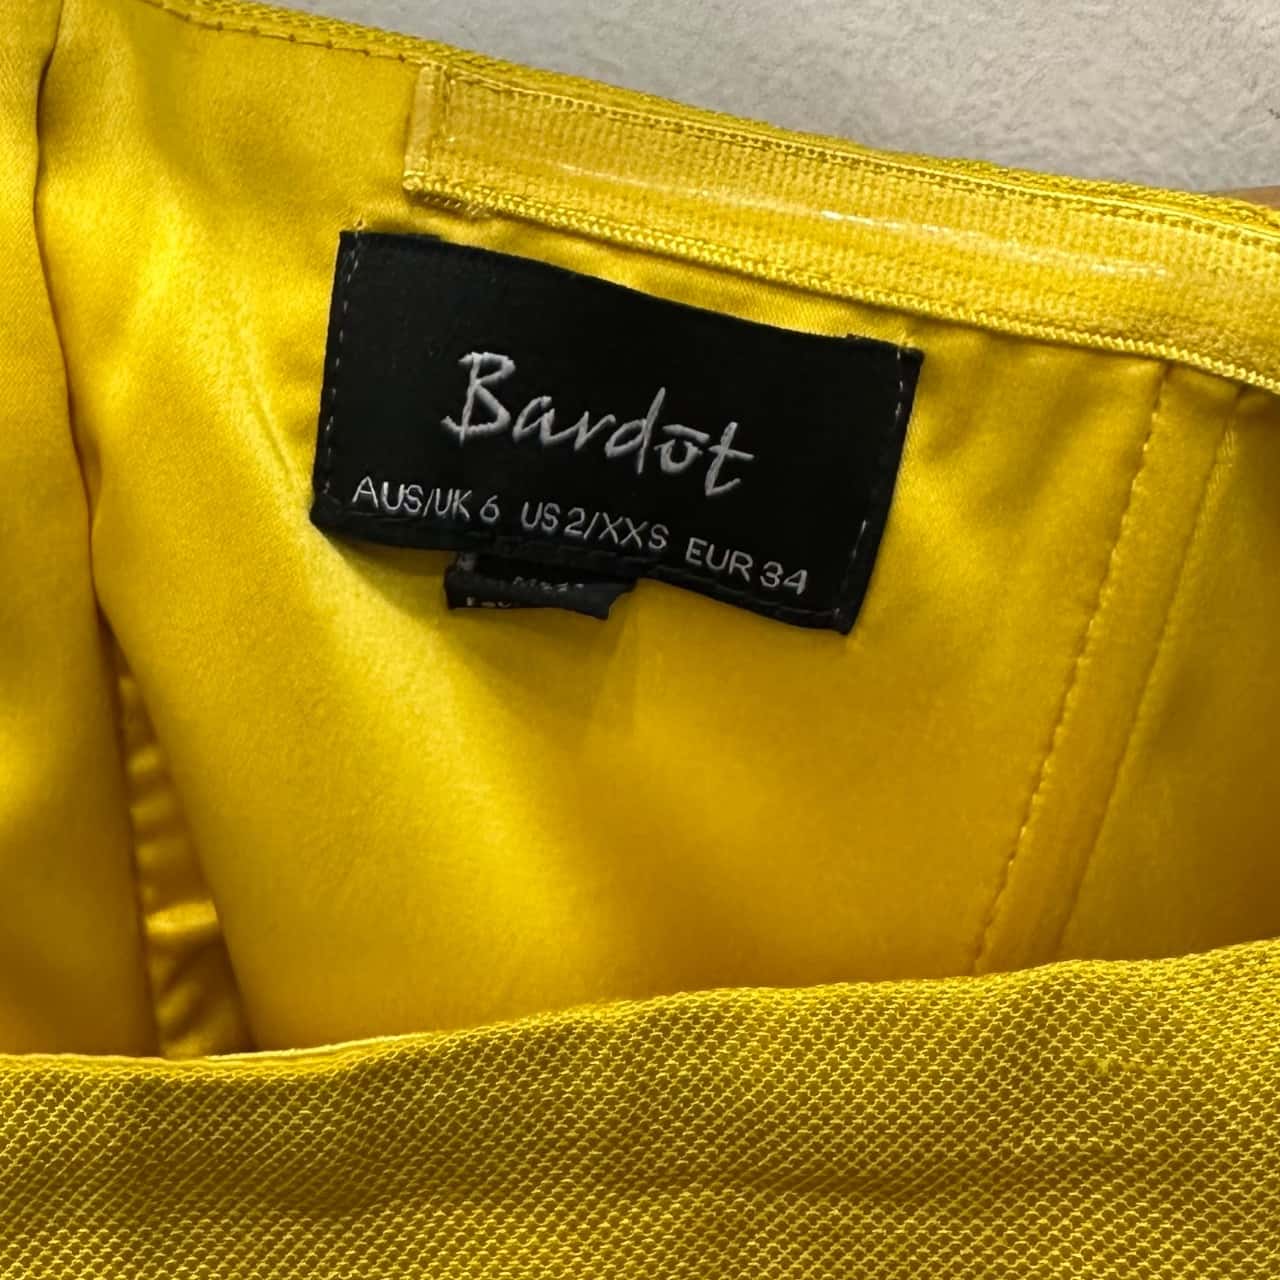 Bardōt
AUS/UK 6 US 2/XXS EUR 34